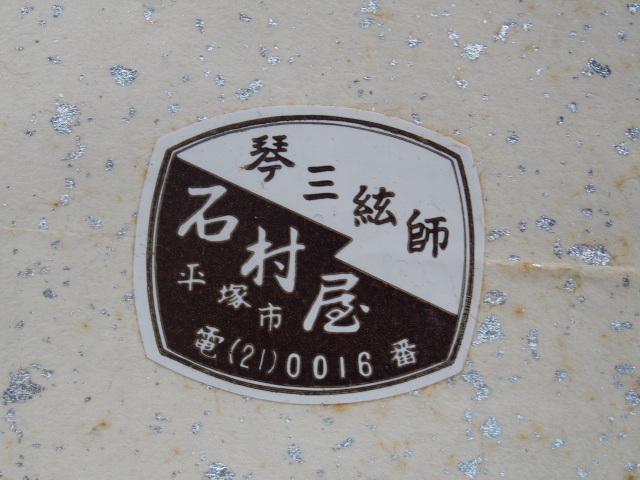 琴三絃師
石村屋
平塚市
電(21)0016番